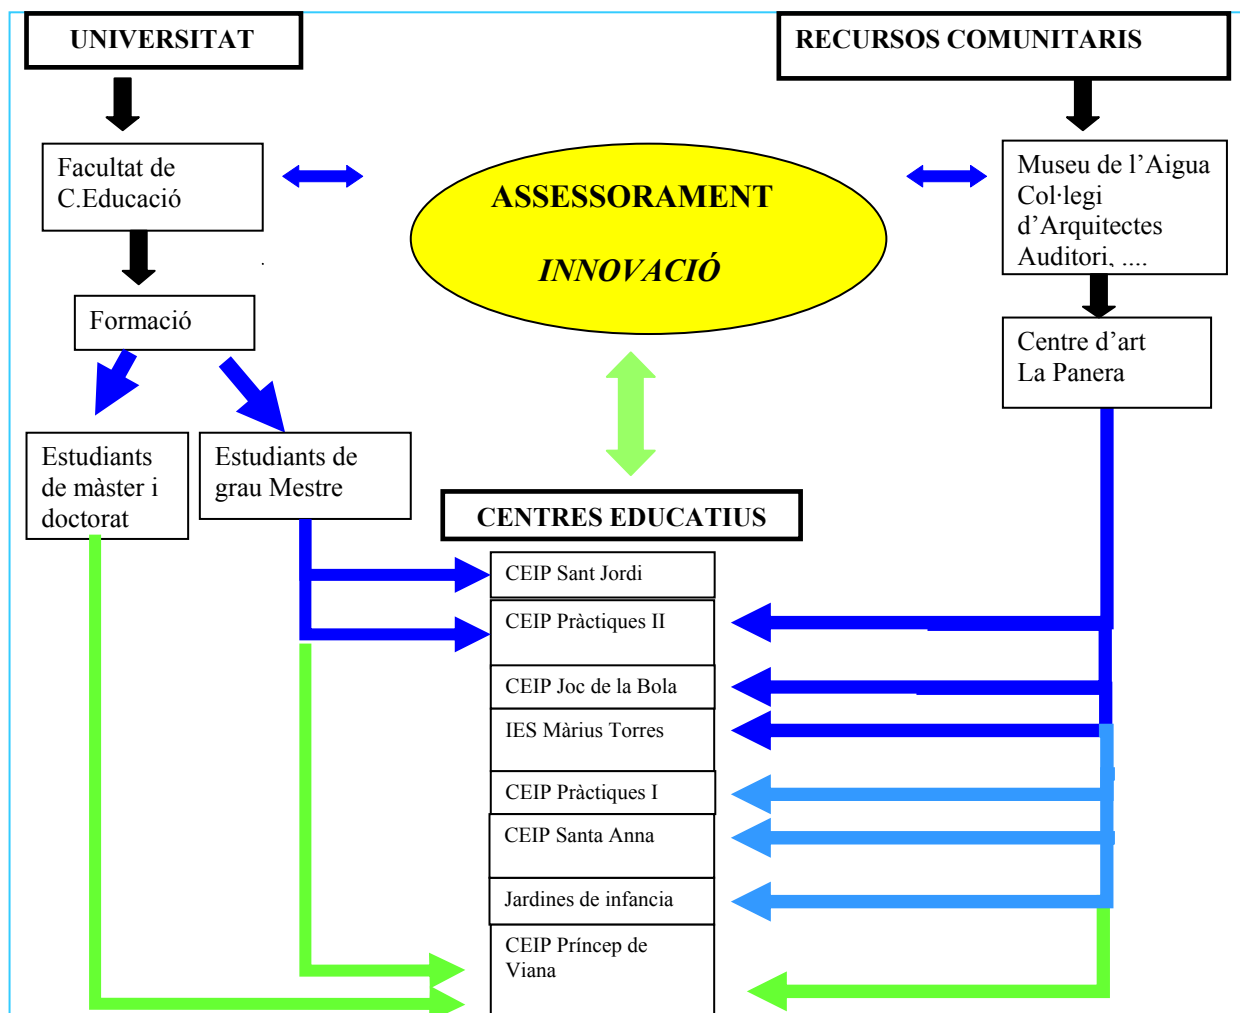 UNIVERSITAT
RECURSOS COMUNITARIS
Facultat de
C.Educació
ASSESSORAMENT
INNOVACIÓ
Museu de l’Aigua
Col·legi
d’Arquitectes
Auditori, ....
Formació
Centre d’art
La Panera
Estudiants
de màster i
doctorat
Estudiants de
grau Mestre
CENTRES EDUCATIUS
CEIP Sant Jordi
CEIP Pràctiques II
CEIP Joc de la Bola
IES Màrius Torres
CEIP Pràctiques I
CEIP Santa Anna
Jardines de infancia
CEIP Príncep de
Viana